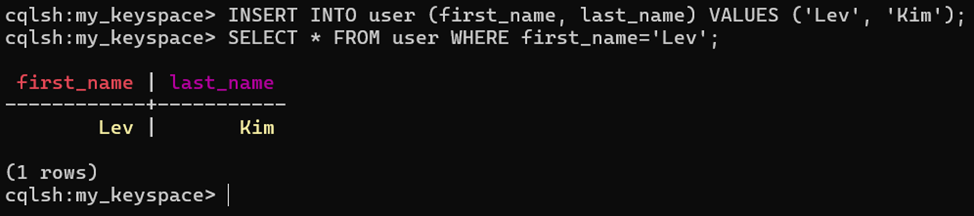 cqlsh:my_keyspace> INSERT INTO user (first_name, last_name) VALUES ('Lev', 'Kim');
cqlsh:my_keyspace> SELECT * FROM user WHERE first_name='Lev';
first_name | last_name
------------+-----------
Lev | Kim
(1 rows)
cqlsh:my_keyspace>